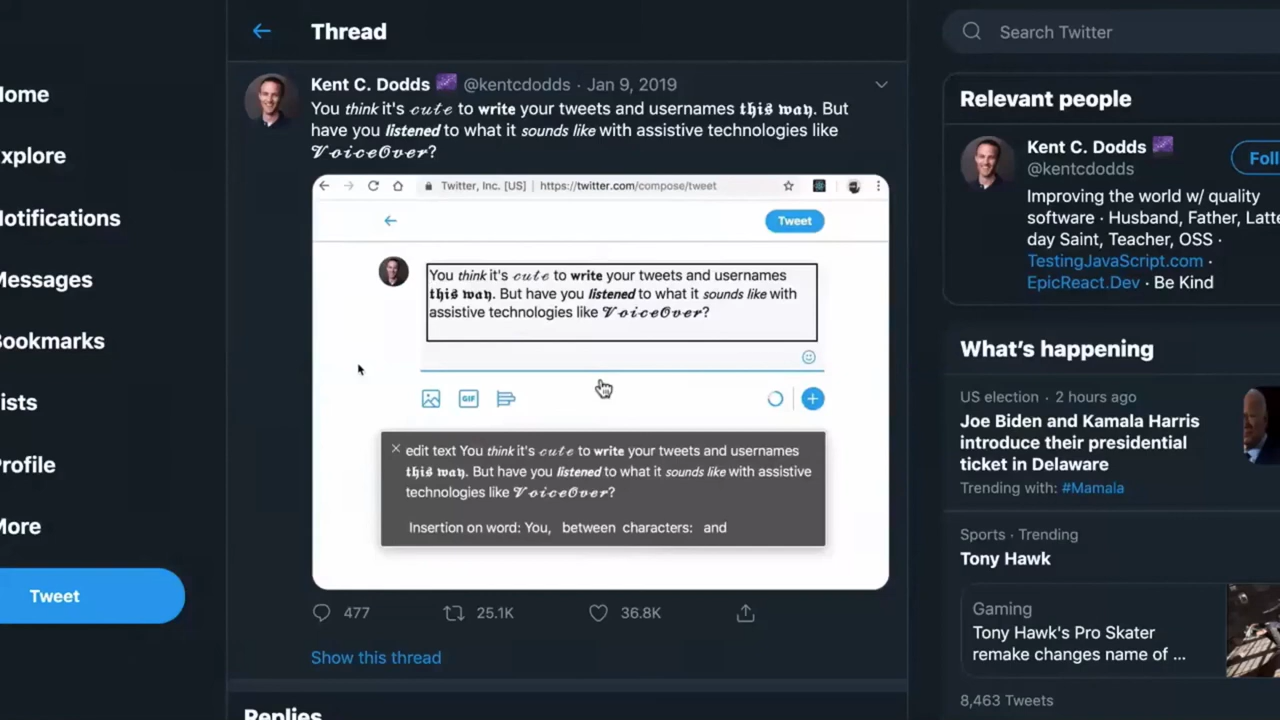 Thread
Search Twitter
ome
xplore
otifications
essages
ookmarks
ists
rofile
ore
Tweet
Kent C. Dodds @kentcdodds · Jan 9, 2019
You 𝘵𝘩𝘪𝘯𝘬 it's 𝒸𝓊𝓉ℯ to 𝘄𝗿𝗶𝘁𝗲 your tweets and usernames 𝖙𝖍𝖎𝖘 𝖜𝖆𝖞. But
have you 𝙡𝙞𝙨𝙩𝙚𝙣𝙚𝙙 to what it 𝘴𝘰𝘶𝘯𝘥𝘴 𝘭𝘪𝘬𝘦 with assistive technologies like
𝓥𝓸𝓲𝓬𝓮𝓞𝓿𝓮𝓻?
Twitter, Inc. [US] | https://twitter.com/compose/tweet
Tweet
You 𝘵𝘩𝘪𝘯𝘬 it's 𝒸𝓊𝓉ℯ to 𝘄𝗿𝗶𝘁𝗲 your tweets and usernames
𝖙𝖍𝖎𝖘 𝖜𝖆𝖞. But have you 𝙡𝙞𝙨𝙩𝙚𝙣𝙚𝙙 to what it 𝘴𝘰𝘶𝘯𝘥𝘴 𝘭𝘪𝘬𝘦 with
assistive technologies like 𝓥𝓸𝓲𝓬𝓮𝓞𝓿𝓮𝓻?
GIF
edit text You 𝘵𝘩𝘪𝘯𝘬 it's 𝒸𝓊𝓉ℯ to 𝘄𝗿𝗶𝘁𝗲 your tweets and usernames
𝖙𝖍𝖎𝖘 𝖜𝖆𝖞. But have you 𝙡𝙞𝙨𝙩𝙚𝙣𝙚𝙙 to what it 𝘴𝘰𝘶𝘯𝘥𝘴 𝘭𝘪𝘬𝘦 with assistive
technologies like 𝓥𝓸𝓲𝓬𝓮𝓞𝓿𝓮𝓻?
Insertion on word: You, between characters: and
477 25.1K 36.8K
Show this thread
Replies
Relevant people
Kent C. Dodds
@kentcdodds
Foll
Improving the world w/ quality
software · Husband, Father, Latte
day Saint, Teacher, OSS ·
TestingJavaScript.com ·
EpicReact.Dev · Be Kind
What's happening
US election · 2 hours ago
Joe Biden and Kamala Harris
introduce their presidential
ticket in Delaware
Trending with: #Mamala
Sports · Trending
Tony Hawk
Gaming
Tony Hawk's Pro Skater
remake changes name of ...
8,463 Tweets